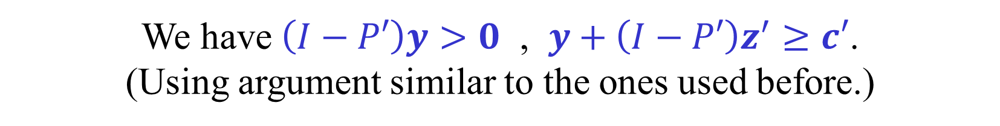 We have (I − P′)y > 0 , y + (I − P′)z′ ≥ c′.
(Using argument similar to the ones used before.)